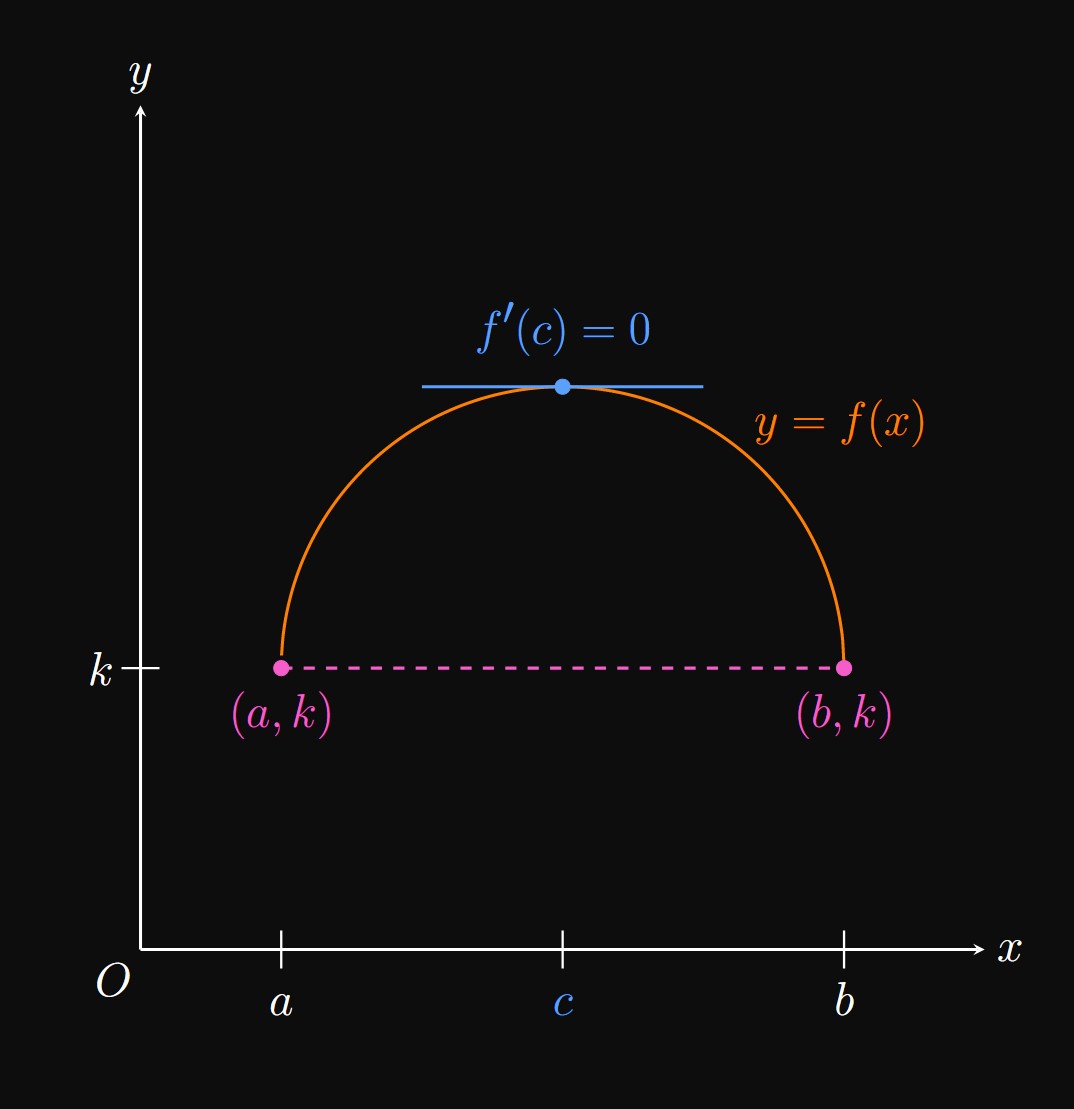 y
f′(c) = 0
y = f(x)
k
(a, k)
(b, k)
x
O
a
c
b